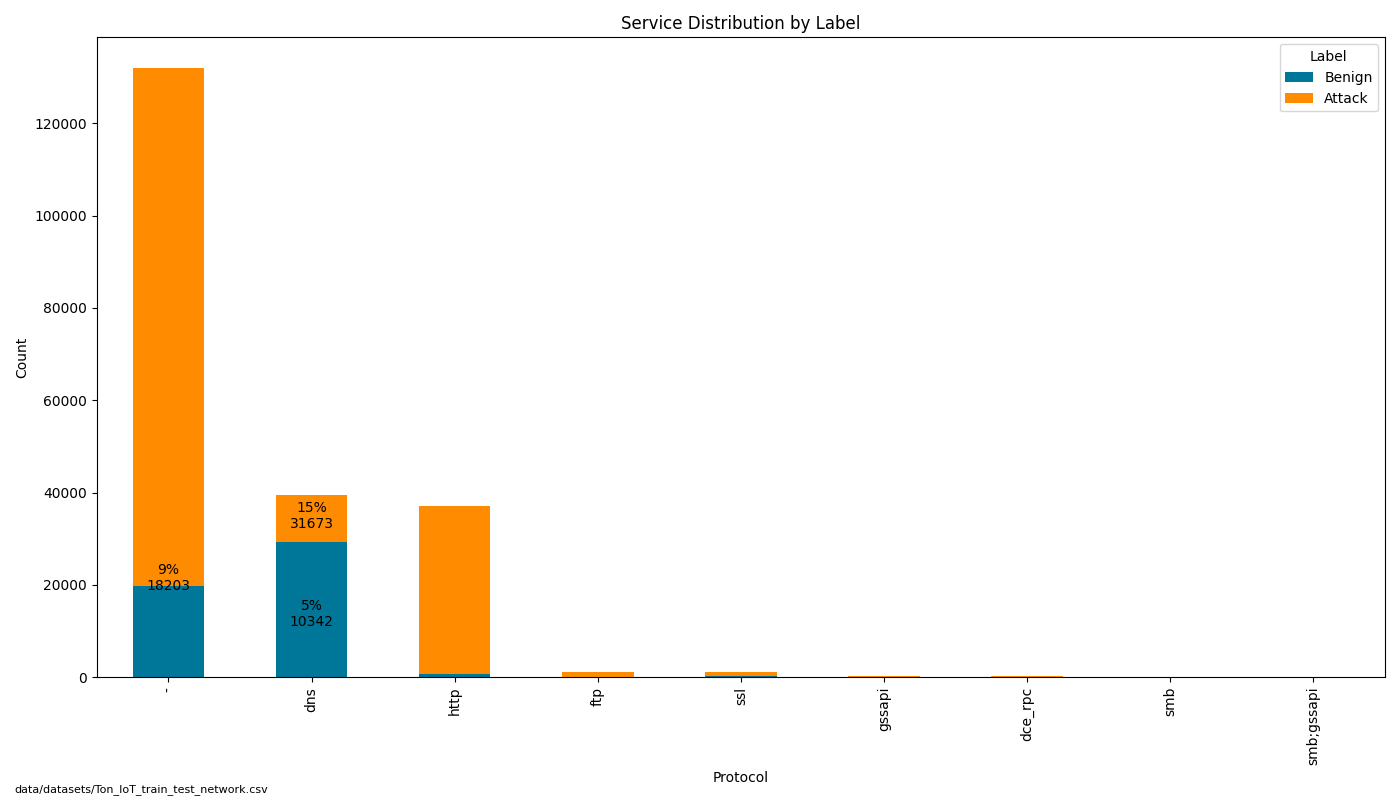 Service Distribution by Label
Label
Benign
Attack
120000
100000
80000
60000
40000
20000
0
Count
9%
18203
15%
31673
5%
10342
-
dns
http
ftp
ssl
gssapi
dce_rpc
smb
smb;gssapi
Protocol
data/datasets/Ton_IoT_train_test_network.csv